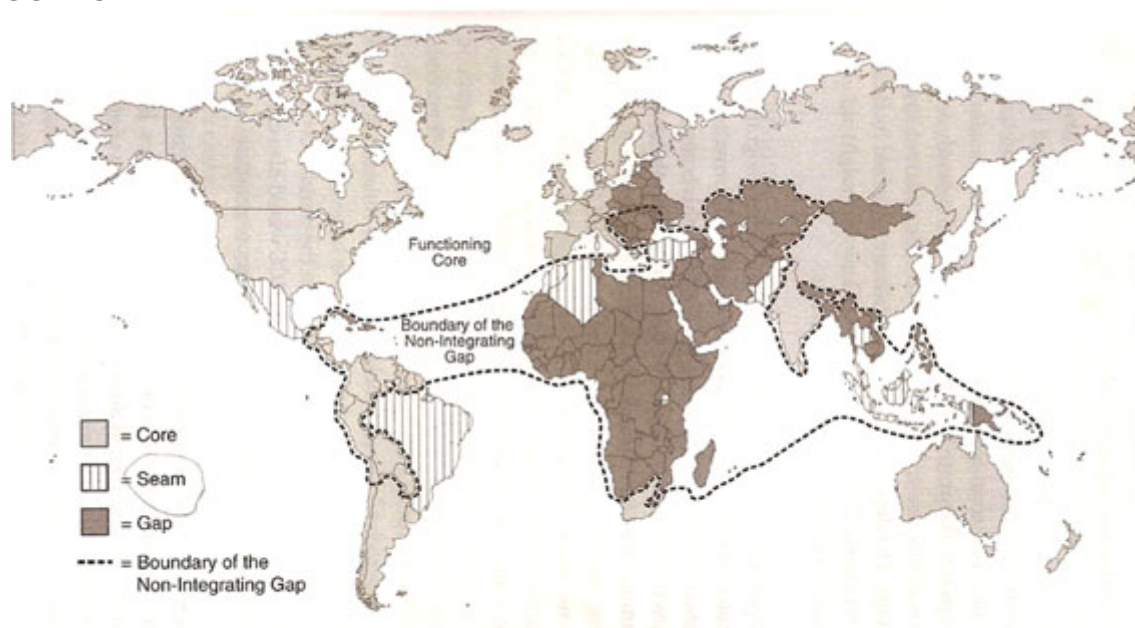 Functioning
Core
Boundary of the
Non-Integrating
Gap
= Core
= Seam
= Gap
= Boundary of the
Non-Integrating Gap